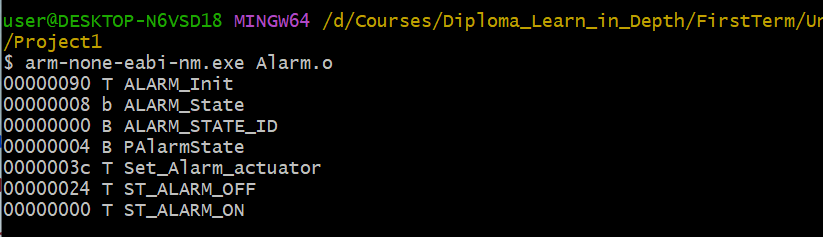 user@DESKTOP-N6VSD18 MINGW64 /d/Courses/Diploma_Learn_in_Depth/FirstTerm/
/Project1
$ arm-none-eabi-nm.exe Alarm.o
00000090 T ALARM_Init
00000008 b ALARM_State
00000000 B ALARM_STATE_ID
00000004 B PAlarmState
0000003c T Set_Alarm_actuator
00000024 T ST_ALARM_OFF
00000000 T ST_ALARM_ON